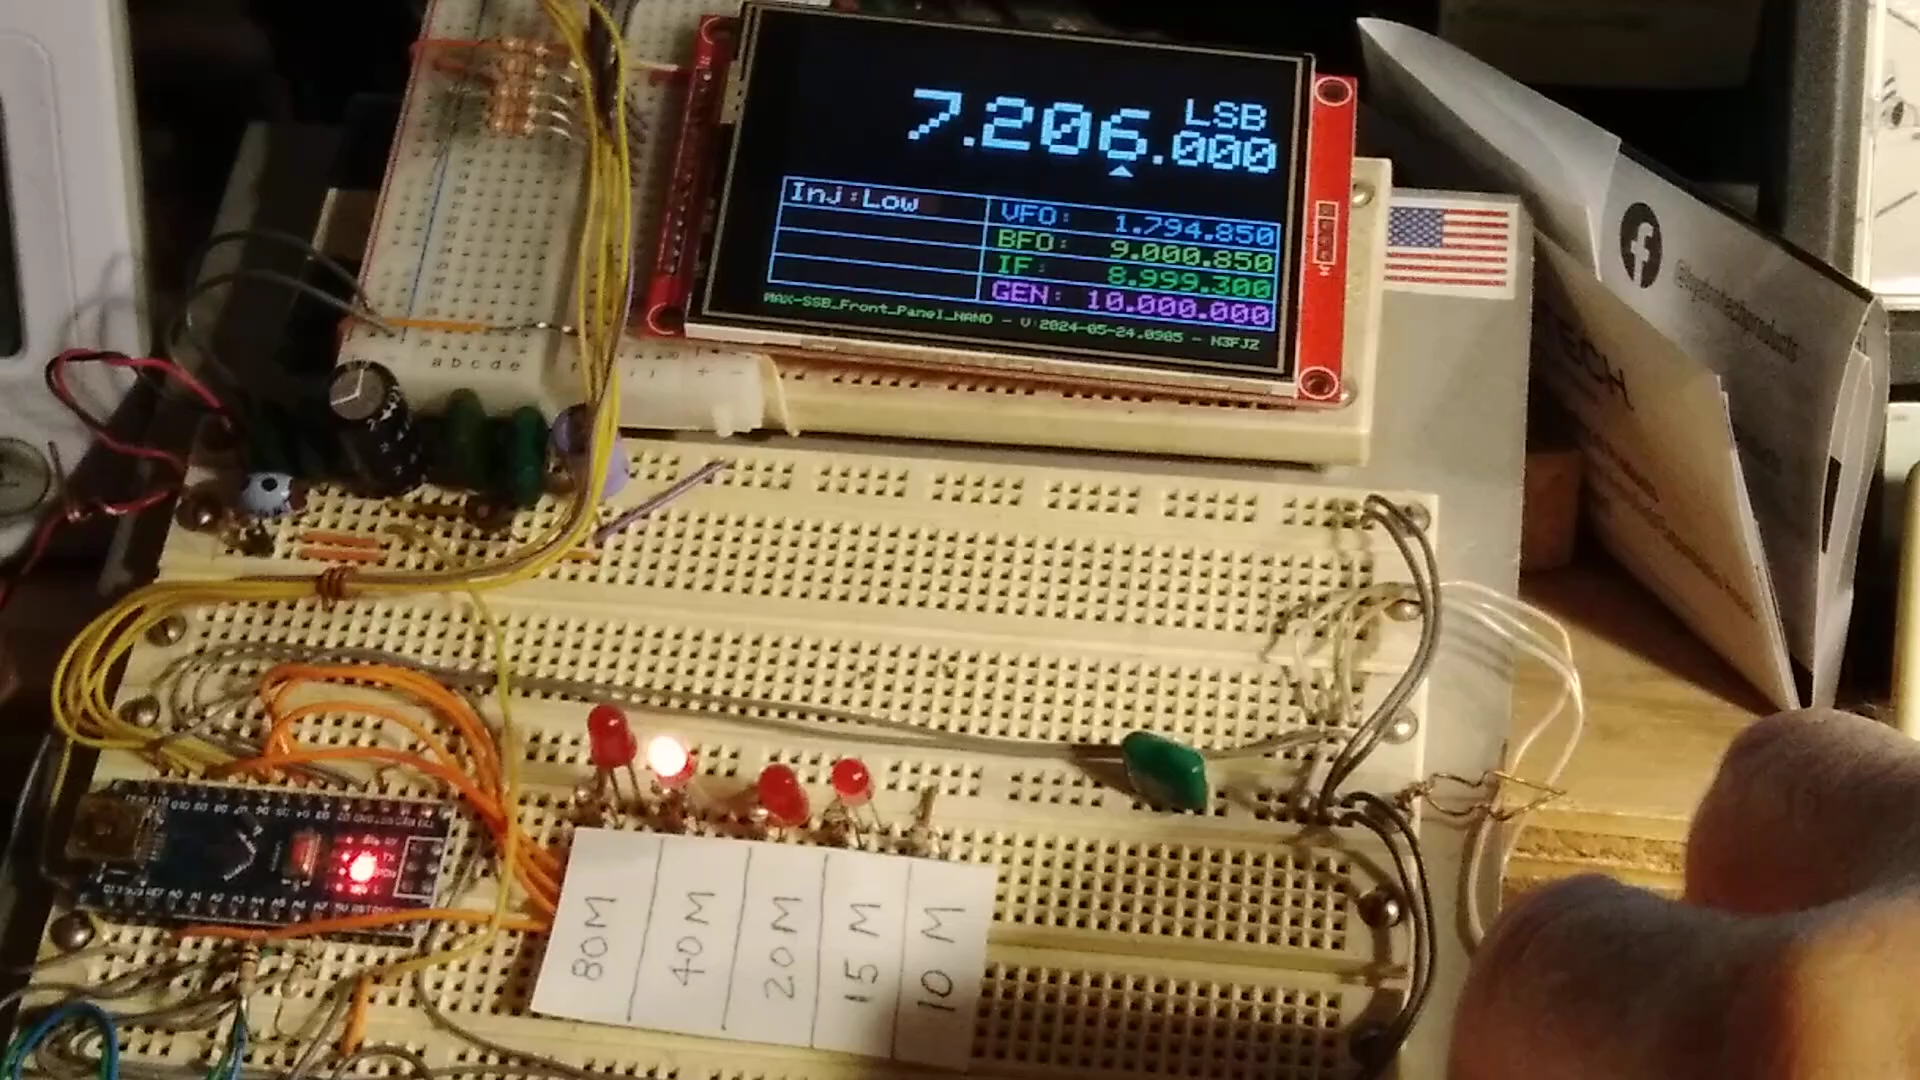 LSB
7.206.000
Inj:Low
VFO: 1.794.850
BFO: 9.000.850
IF: 8.999.300
GEN: 10.000.000
MAX-SSB_Front_Panel_NANO - V:2024-05-24.0905 - N3FJZ
@hydrotechproducts
a b c d e
80M
40M
20M
15M
10M